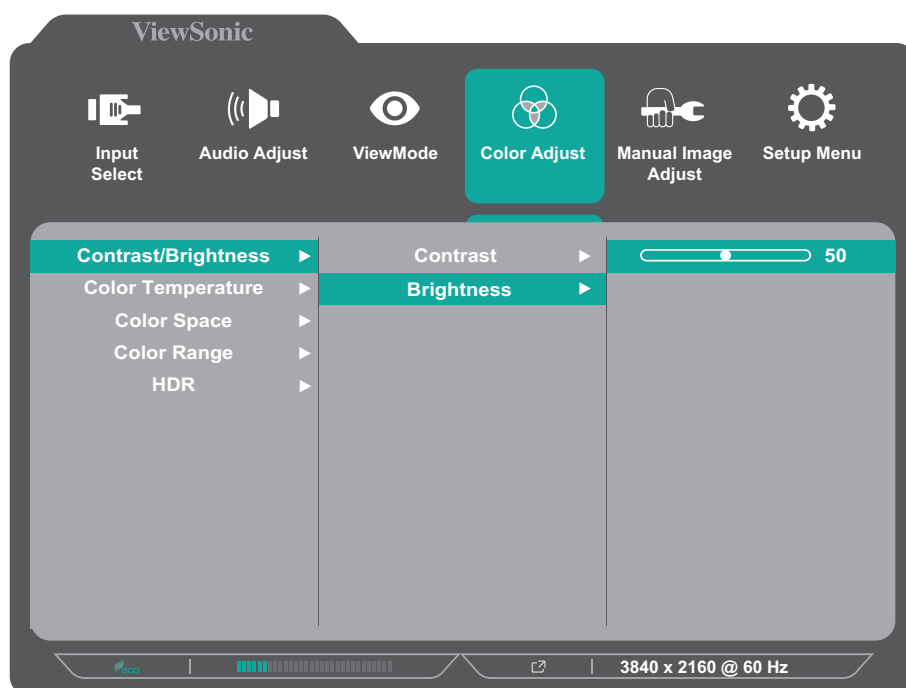 ViewSonic
Input Select
Audio Adjust
ViewMode
Color Adjust
Manual Image Adjust
Setup Menu
Contrast/Brightness
Color Temperature
Color Space
Color Range
HDR
Contrast
Brightness
50
eco
3840 x 2160 @ 60 Hz